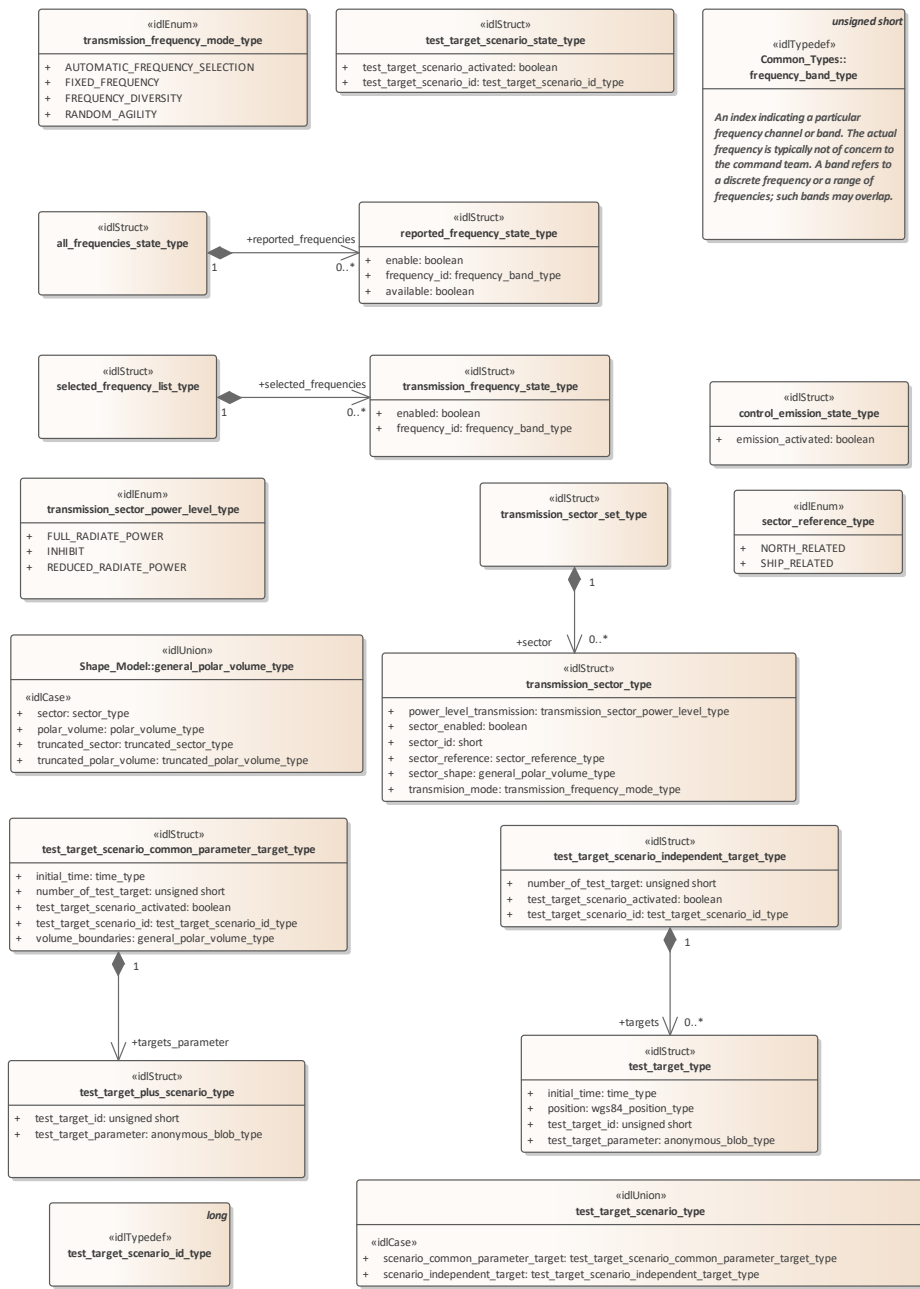 «idlEnum»
transmission_frequency_mode_type
+ AUTOMATIC_FREQUENCY_SELECTION
+ FIXED_FREQUENCY
+ FREQUENCY_DIVERSITY
+ RANDOM_AGILITY
«idlStruct»
test_target_scenario_state_type
+ test_target_scenario_activated: boolean
+ test_target_scenario_id: test_target_scenario_id_type
unsigned short
«idlTypedef»
Common_Types::
frequency_band_type
An index indicating a particular
frequency channel or band. The actual
frequency is typically not of concern to
the command team. A band refers to
a discrete frequency or a range of
frequencies; such bands may overlap.
«idlStruct»
all_frequencies_state_type
+reported_frequencies
1
0..*
«idlStruct»
reported_frequency_state_type
+ enable: boolean
+ frequency_id: frequency_band_type
+ available: boolean
«idlStruct»
selected_frequency_list_type
+selected_frequencies
1
0..*
«idlStruct»
transmission_frequency_state_type
+ enabled: boolean
+ frequency_id: frequency_band_type
«idlStruct»
control_emission_state_type
+ emission_activated: boolean
«idlEnum»
transmission_sector_power_level_type
+ FULL_RADIATE_POWER
+ INHIBIT
+ REDUCED_RADIATE_POWER
«idlStruct»
transmission_sector_set_type
1
+sector
0..*
«idlEnum»
sector_reference_type
+ NORTH_RELATED
+ SHIP_RELATED
«idlUnion»
Shape_Model::general_polar_volume_type
«idlCase»
+ sector: sector_type
+ polar_volume: polar_volume_type
+ truncated_sector: truncated_sector_type
+ truncated_polar_volume: truncated_polar_volume_type
«idlStruct»
transmission_sector_type
+ power_level_transmission: transmission_sector_power_level_type
+ sector_enabled: boolean
+ sector_id: short
+ sector_reference: sector_reference_type
+ sector_shape: general_polar_volume_type
+ transmision_mode: transmission_frequency_mode_type
«idlStruct»
test_target_scenario_common_parameter_target_type
+ initial_time: time_type
+ number_of_test_target: unsigned short
+ test_target_scenario_activated: boolean
+ test_target_scenario_id: test_target_scenario_id_type
+ volume_boundaries: general_polar_volume_type
1
+targets_parameter
«idlStruct»
test_target_scenario_independent_target_type
+ number_of_test_target: unsigned short
+ test_target_scenario_activated: boolean
+ test_target_scenario_id: test_target_scenario_id_type
1
+targets
0..*
«idlStruct»
test_target_plus_scenario_type
+ test_target_id: unsigned short
+ test_target_parameter: anonymous_blob_type
«idlStruct»
test_target_type
+ initial_time: time_type
+ position: wgs84_position_type
+ test_target_id: unsigned short
+ test_target_parameter: anonymous_blob_type
long
«idlTypedef»
test_target_scenario_id_type
«idlUnion»
test_target_scenario_type
«idlCase»
+ scenario_common_parameter_target: test_target_scenario_common_parameter_target_type
+ scenario_independent_target: test_target_scenario_independent_target_type